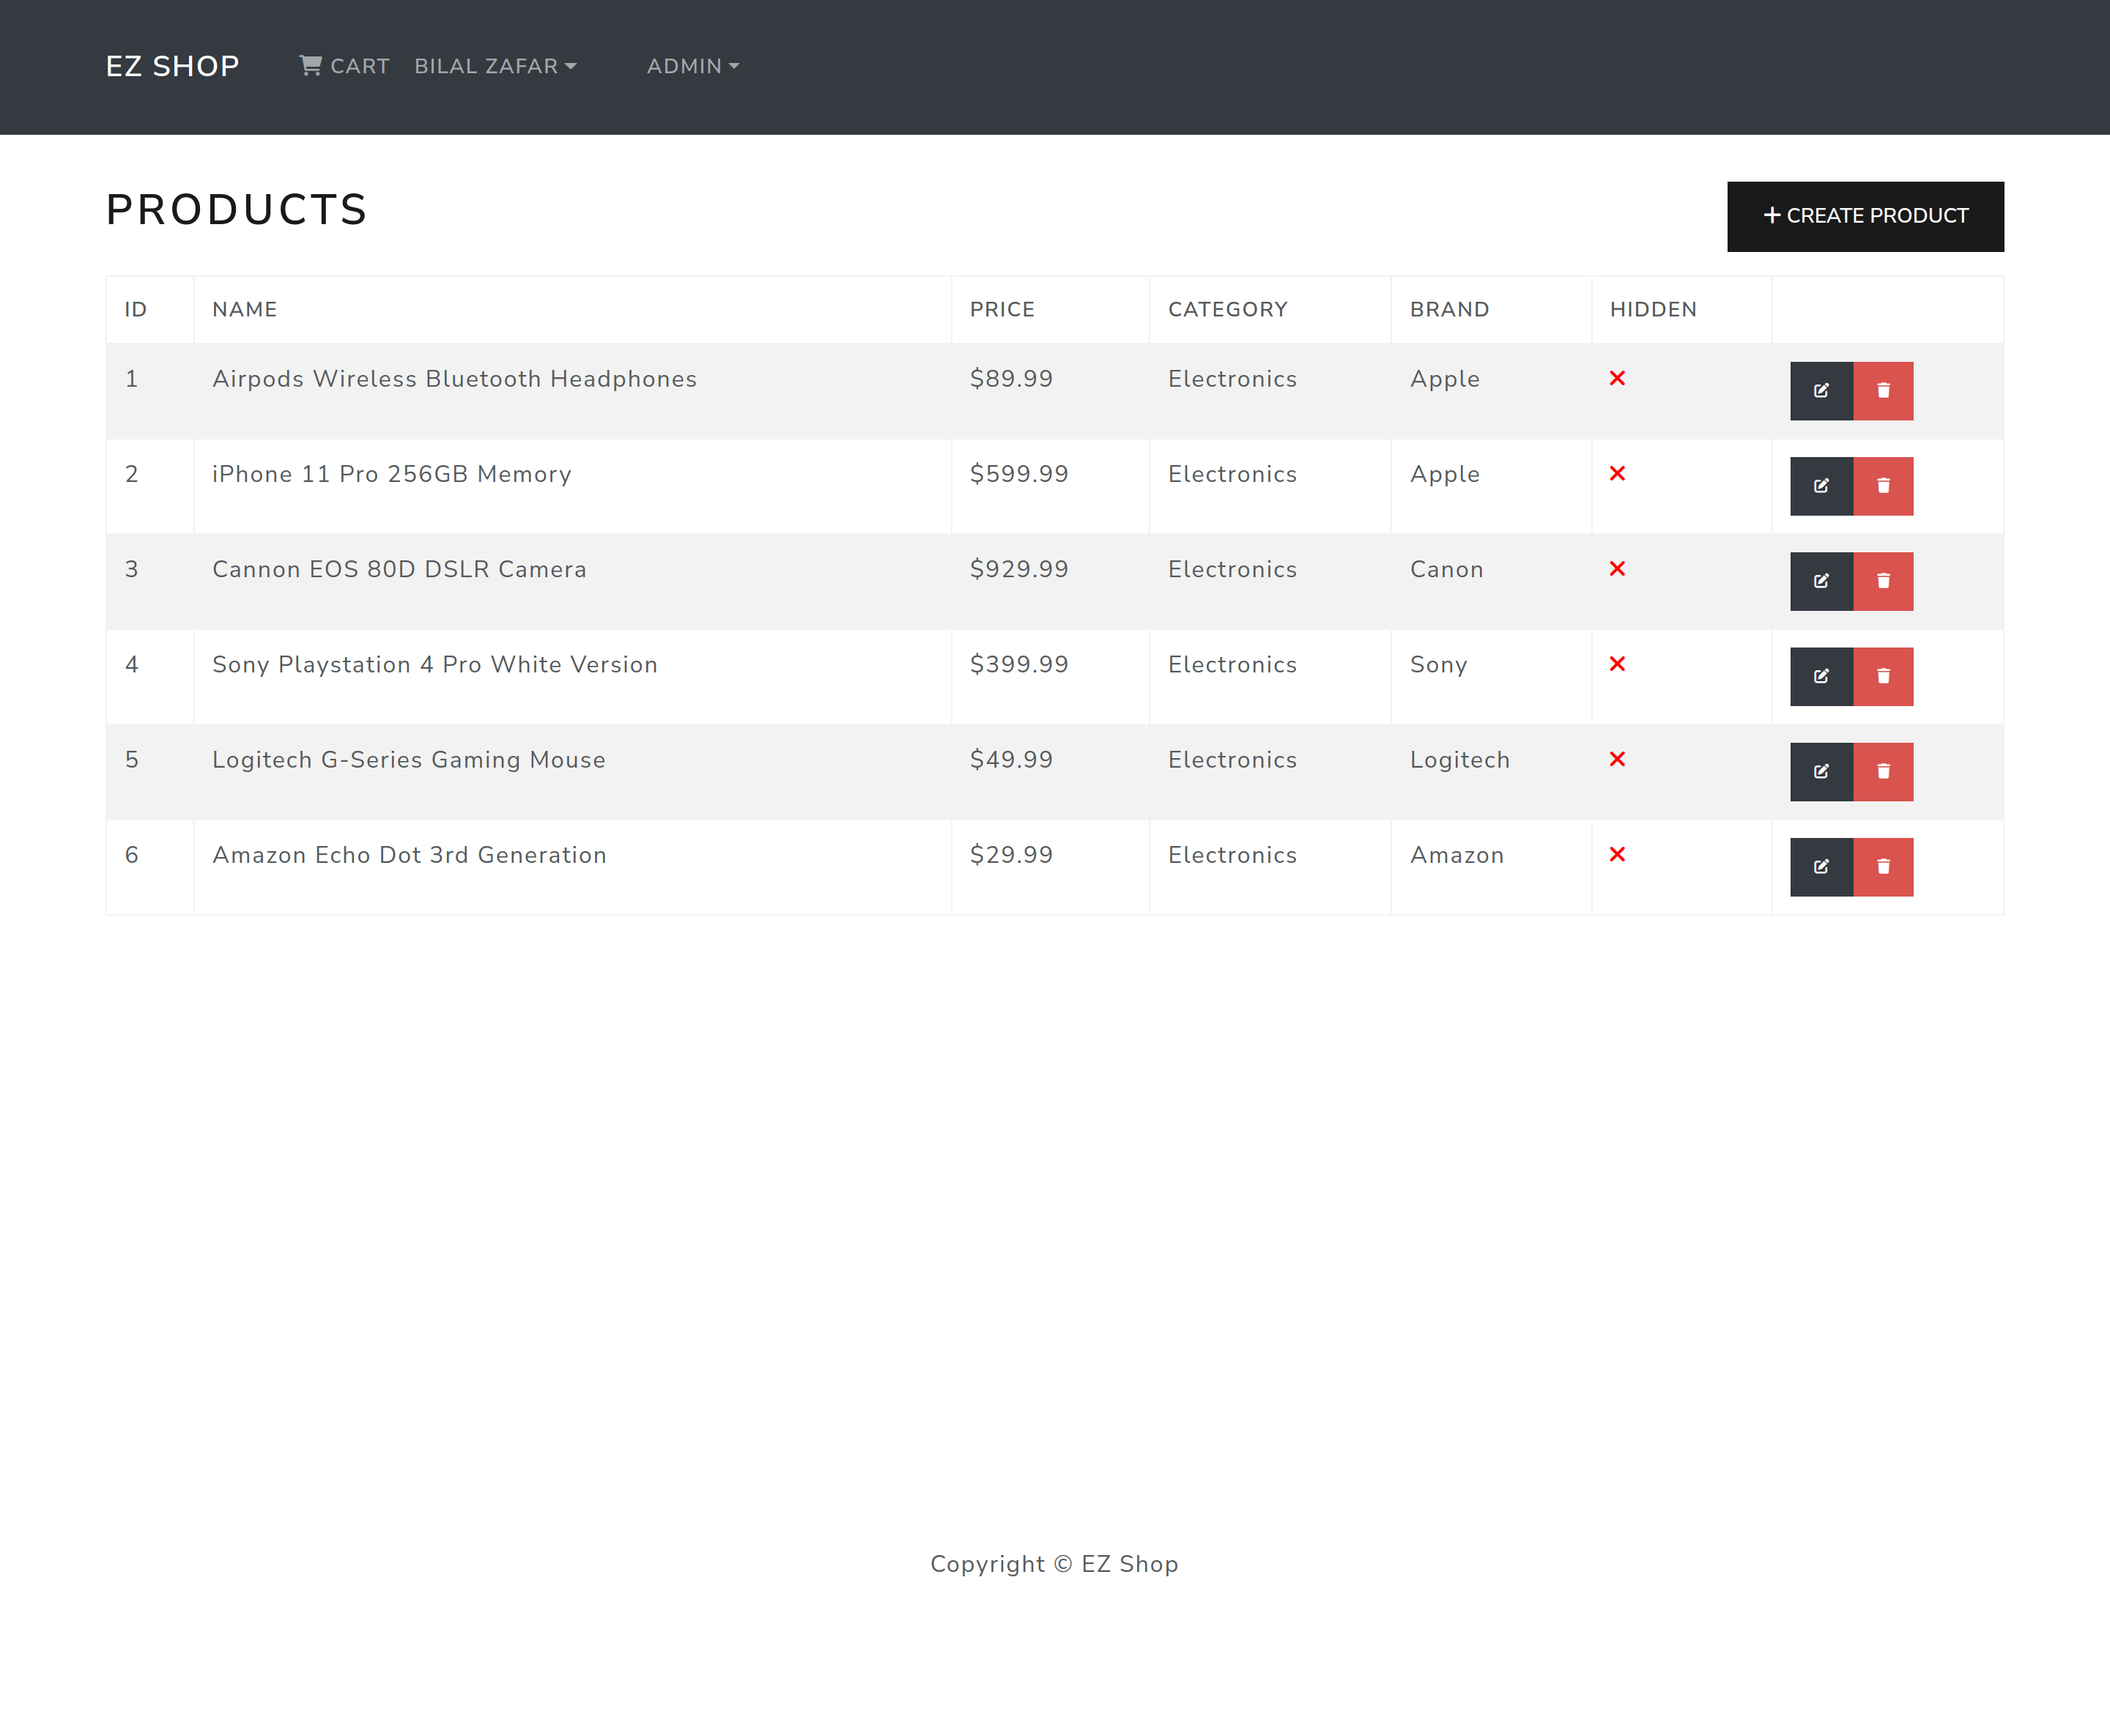 EZ SHOP CART BILAL ZAFAR ADMIN
PRODUCTS
CREATE PRODUCT
ID NAME PRICE CATEGORY BRAND HIDDEN
1 Airpods Wireless Bluetooth Headphones $89.99 Electronics Apple
2 iPhone 11 Pro 256GB Memory $599.99 Electronics Apple
3 Cannon EOS 80D DSLR Camera $929.99 Electronics Canon
4 Sony Playstation 4 Pro White Version $399.99 Electronics Sony
5 Logitech G-Series Gaming Mouse $49.99 Electronics Logitech
6 Amazon Echo Dot 3rd Generation $29.99 Electronics Amazon
Copyright © EZ Shop